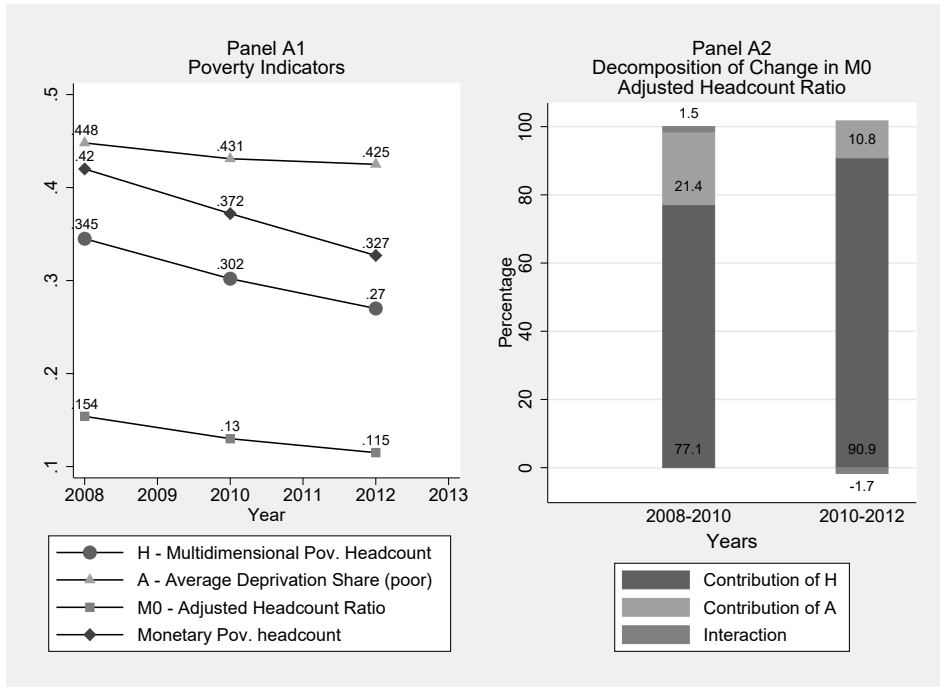 Panel A1
Poverty Indicators
.5
.4
.3
.2
.1
.448
.431
.425
.42
.372
.327
.345
.302
.27
.154
.13
.115
2008 2009 2010 2011 2012 2013
Year
H - Multidimensional Pov. Headcount
A - Average Deprivation Share (poor)
M0 - Adjusted Headcount Ratio
Monetary Pov. headcount
Panel A2
Decomposition of Change in M0
Adjusted Headcount Ratio
Percentage
100
80
60
40
20
0
1.5
21.4
77.1
10.8
90.9
-1.7
2008-2010 2010-2012
Years
Contribution of H
Contribution of A
Interaction